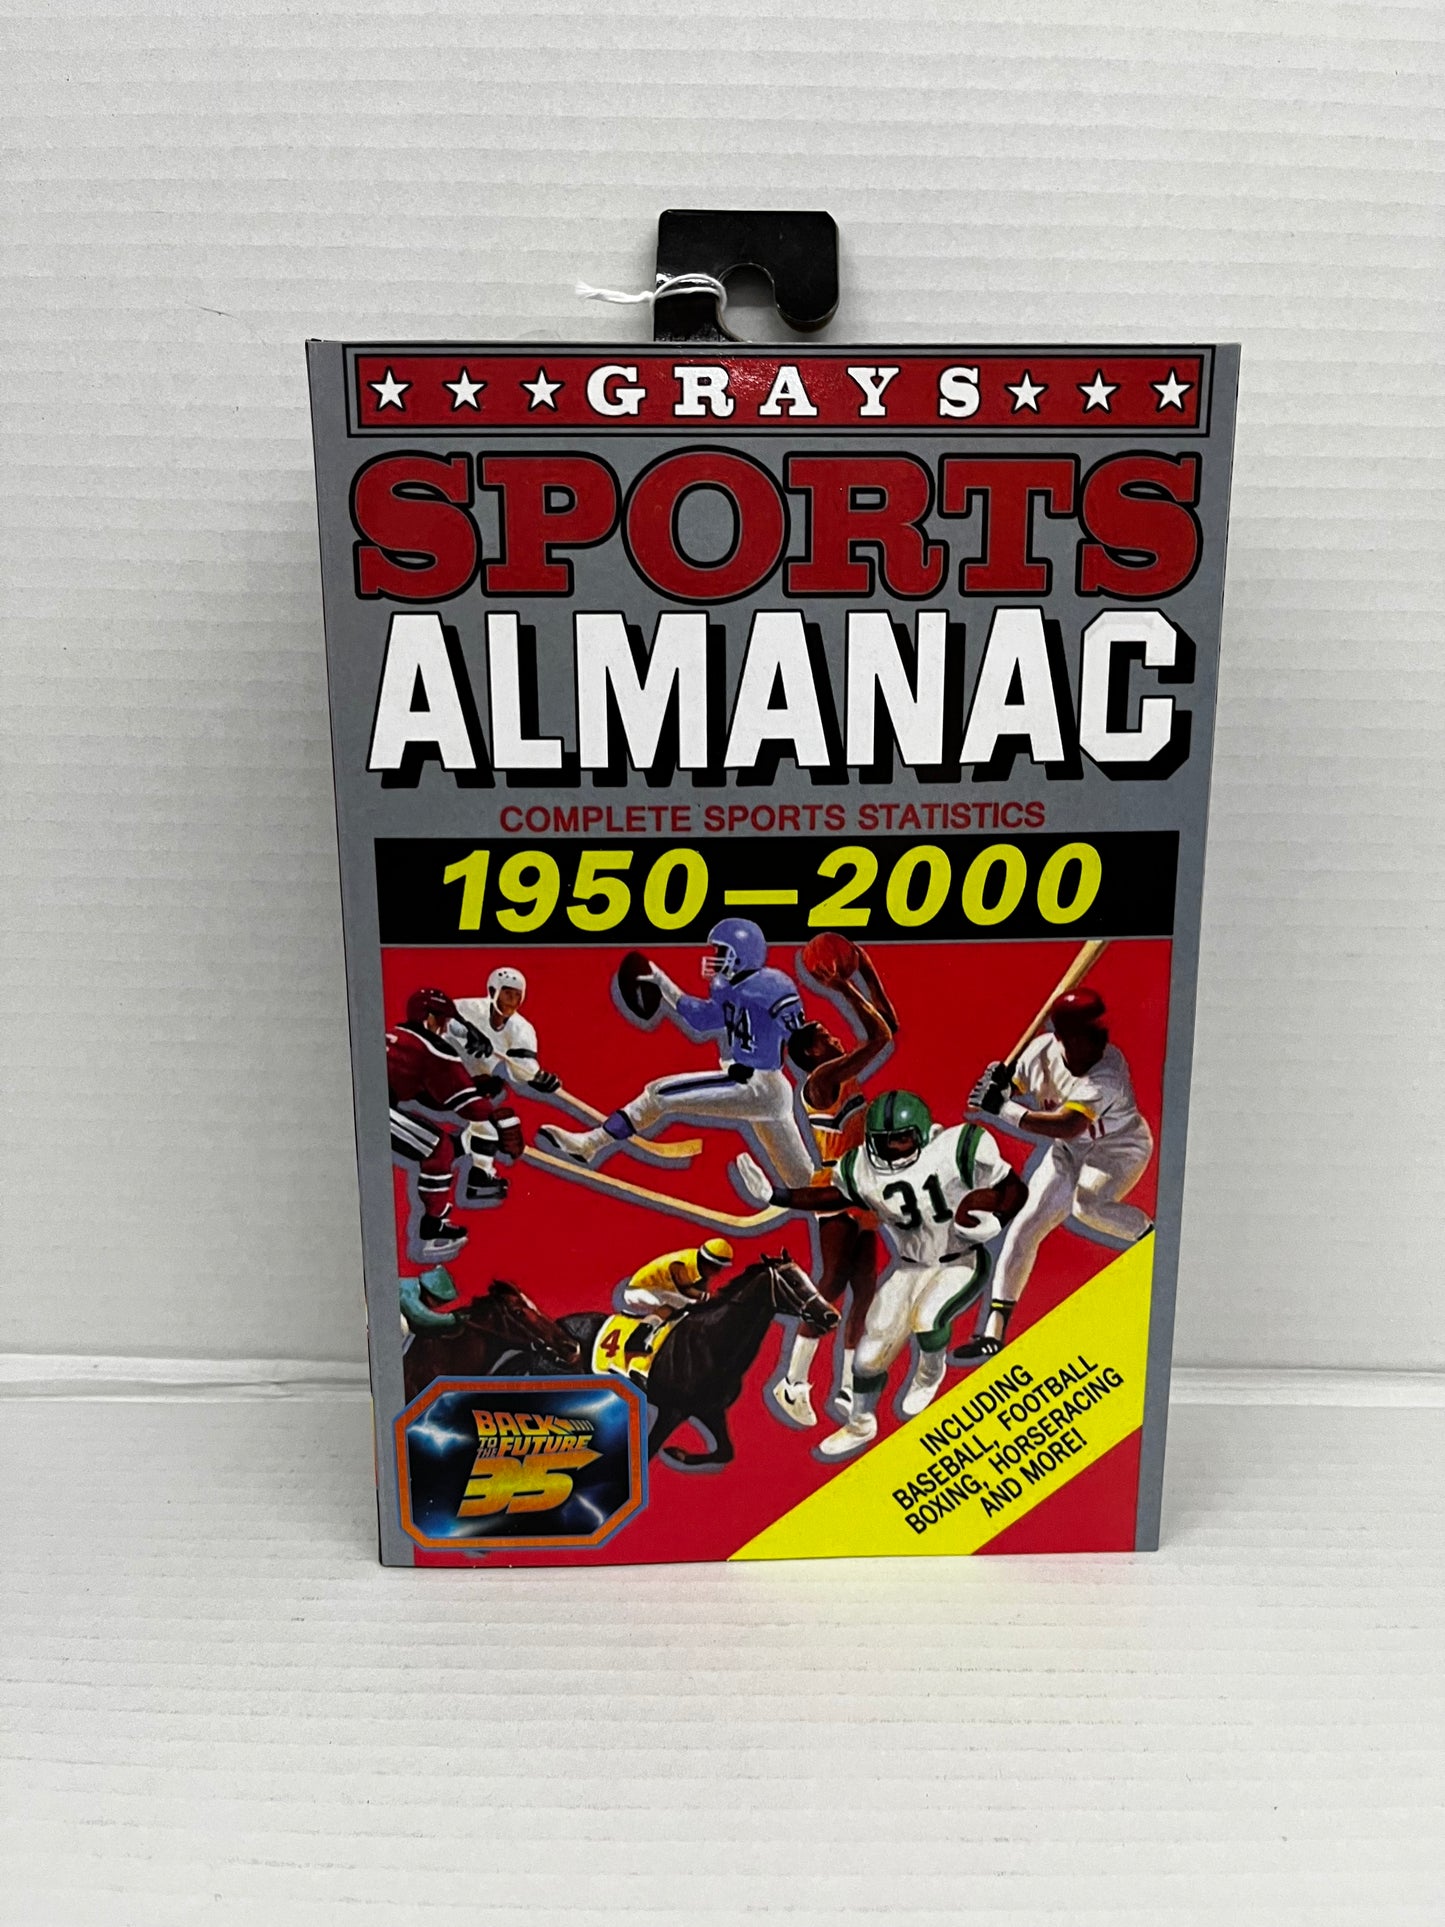 GRAYS
SPORTS
ALMANAC
COMPLETE SPORTS STATISTICS
1950-2000
84
31
4
INCLUDING
BASEBALL, FOOTBALL
BOXING, HORSERACING
AND MORE!
BACK
TO THE FUTURE
35